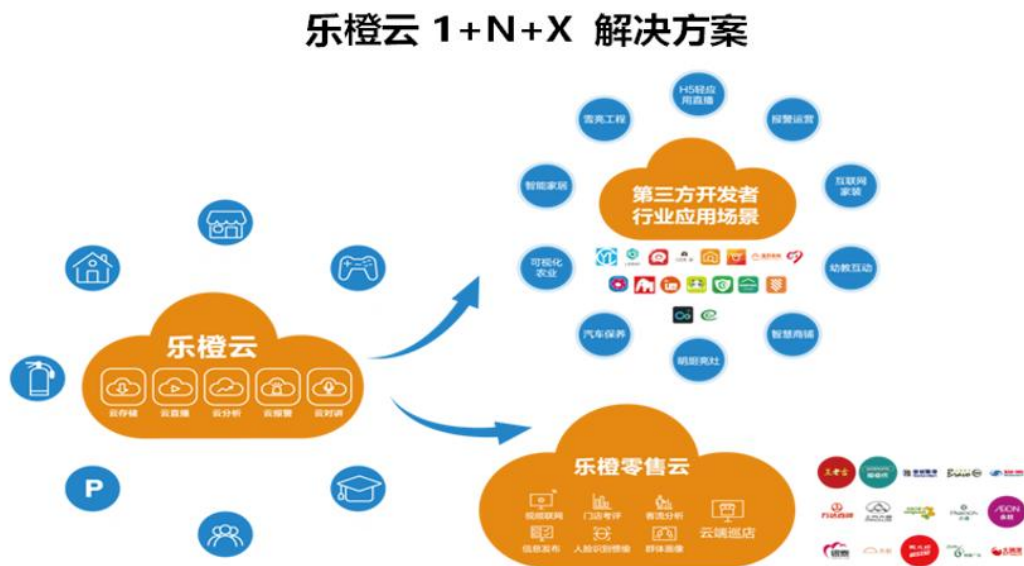 乐橙云 1+N+X 解决方案
H5轻应
用直播
雪亮工程
报警运营
智能家居
第三方开发者
行业应用场景
互联网
家装
可视化
农业
幼教互动
汽车保养
智慧商铺
明厨亮灶
乐橙云
云存储
云直播
云分析
云报警
云对讲
P
乐橙零售云
视频联网
门店考评
客流分析
云端巡店
信息发布
人脸识别预偷
群体画像
AEON